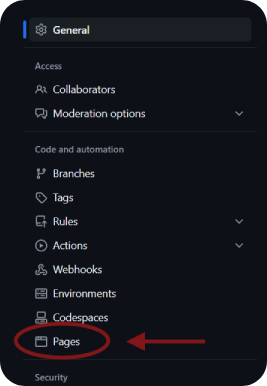 General
Access
Collaborators
Moderation options
Code and automation
Branches
Tags
Rules
Actions
Webhooks
Environments
Codespaces
Pages
Security